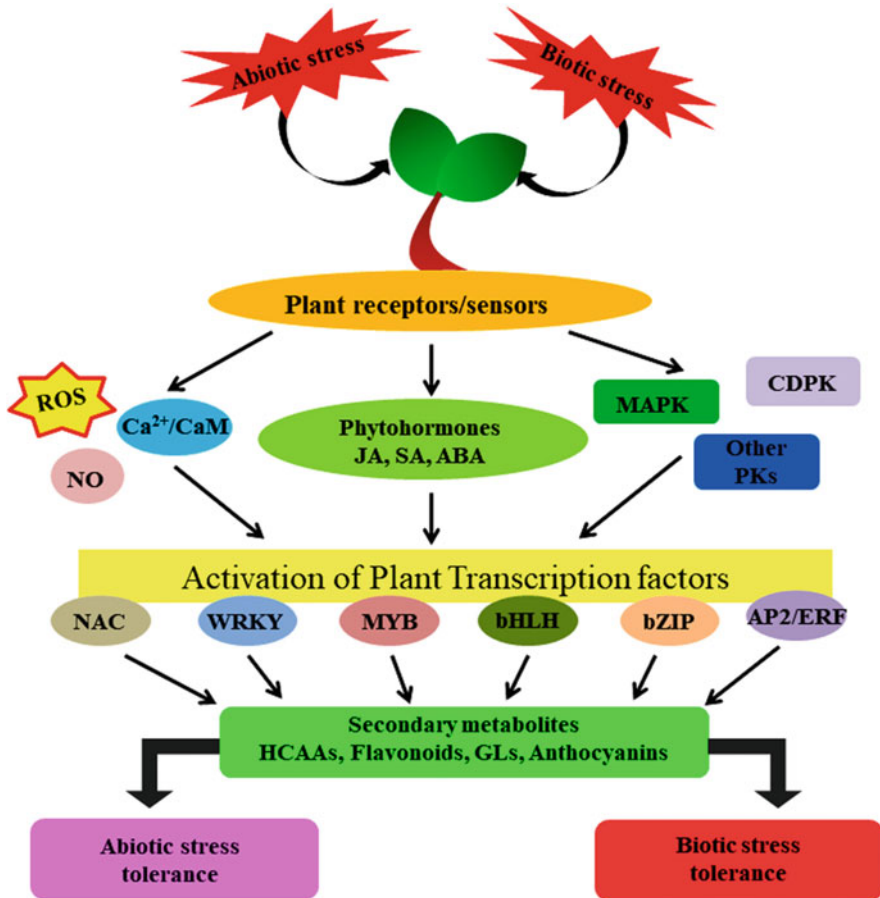 Abiotic stress
Biotic stress
Plant receptors/sensors
ROS
Ca²⁺/CaM
NO
Phytohormones
JA, SA, ABA
MAPK
CDPK
Other
PKs
Activation of Plant Transcription factors
NAC
WRKY
MYB
bHLH
bZIP
AP2/ERF
Secondary metabolites
HCAAs, Flavonoids, GLs, Anthocyanins
Abiotic stress
tolerance
Biotic stress
tolerance